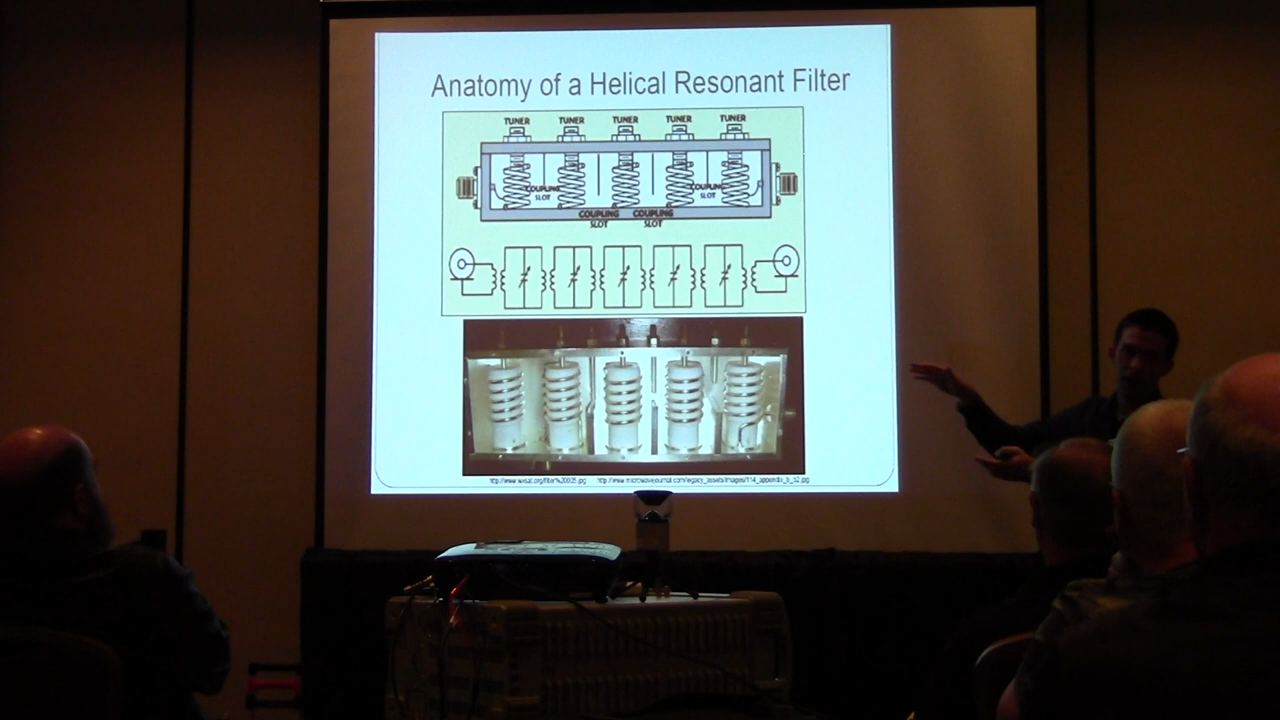 Anatomy of a Helical Resonant Filter
TUNER TUNER TUNER TUNER TUNER
COUPLING SLOT COUPLING SLOT
COUPLING SLOT COUPLING SLOT